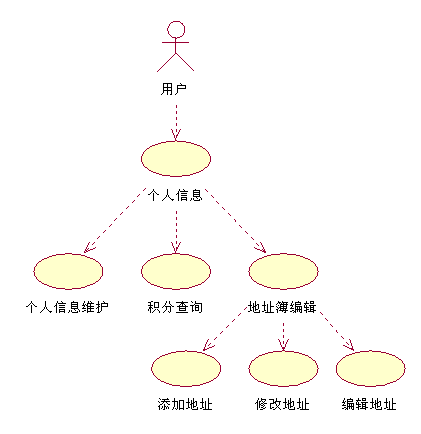 用户
个人信息
个人信息维护
积分查询
地址簿编辑
添加地址
修改地址
编辑地址